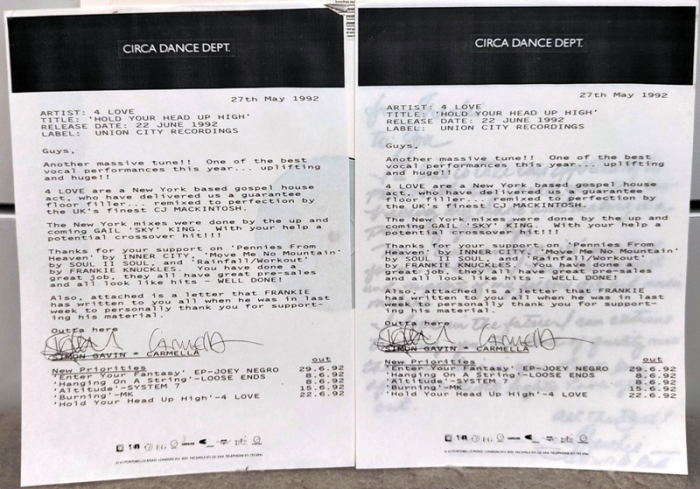 CIRCA DANCE DEPT.
27th May 1992
ARTIST: 4 LOVE
TITLE: 'HOLD YOUR HEAD UP HIGH'
RELEASE DATE: 22 JUNE 1992
LABEL: UNION CITY RECORDINGS
Guys,
Another massive tune!! One of the best
vocal performances this year... uplifting
and huge!!
4 LOVE are a New York based gospel house
act, who have delivered us a guarantee
floor filler... remixed to perfection by
the UK's finest CJ MACKINTOSH.
The New York mixes were done by the up and
coming GAIL 'SKY' KING. With your help a
potential crossover hit!!!
Thanks for your support on 'Pennies From
Heaven' by INNER CITY, 'Move Me No Mountain'
by SOUL II SOUL, and 'Rainfall/Workout'
by FRANKIE KNUCKLES. You have done a
great job, they all have great pre-sales
and all look like hits - WELL DONE!
Also, attached is a letter that FRANKIE
has written to you all when he was in last
week to personally thank you for support-
ing his material.
Outta here
Carmella
SIMON GAVIN - CARMELLA
New Priorities out
'Enter Your Fantasy' EP-JOEY NEGRO 29.6.92
'Hanging On A String'-LOOSE ENDS 8.6.92
'Altitude'-SYSTEM 7 8.6.92
'Burning'-MK 15.6.92
'Hold Your Head Up High'-4 LOVE 22.6.92
CIRCA DANCE DEPT.
27th May 1992
ARTIST: 4 LOVE
TITLE: 'HOLD YOUR HEAD UP HIGH'
RELEASE DATE: 22 JUNE 1992
LABEL: UNION CITY RECORDINGS
Guys,
Another massive tune!! One of the best
vocal performances this year... uplifting
and huge!!
4 LOVE are a New York based gospel house
act, who have delivered us a guarantee
floor filler... remixed to perfection by
the UK's finest CJ MACKINTOSH.
The New York mixes were done by the up and
coming GAIL 'SKY' KING. With your help a
potential crossover hit!!!
Thanks for your support on 'Pennies From
Heaven' by INNER CITY, 'Move Me No Mountain'
by SOUL II SOUL, and 'Rainfall/Workout'
by FRANKIE KNUCKLES. You have done a
great job, they all have great pre-sales
and all look like hits - WELL DONE!
Also, attached is a letter that FRANKIE
has written to you all when he was in last
week to personally thank you for support-
ing his material.
Outta here
Carmella
SIMON GAVIN - CARMELLA
New Priorities out
'Enter Your Fantasy' EP-JOEY NEGRO 29.6.92
'Hanging On A String'-LOOSE ENDS 8.6.92
'Altitude'-SYSTEM 7 8.6.92
'Burning'-MK 15.6.92
'Hold Your Head Up High'-4 LOVE 22.6.92